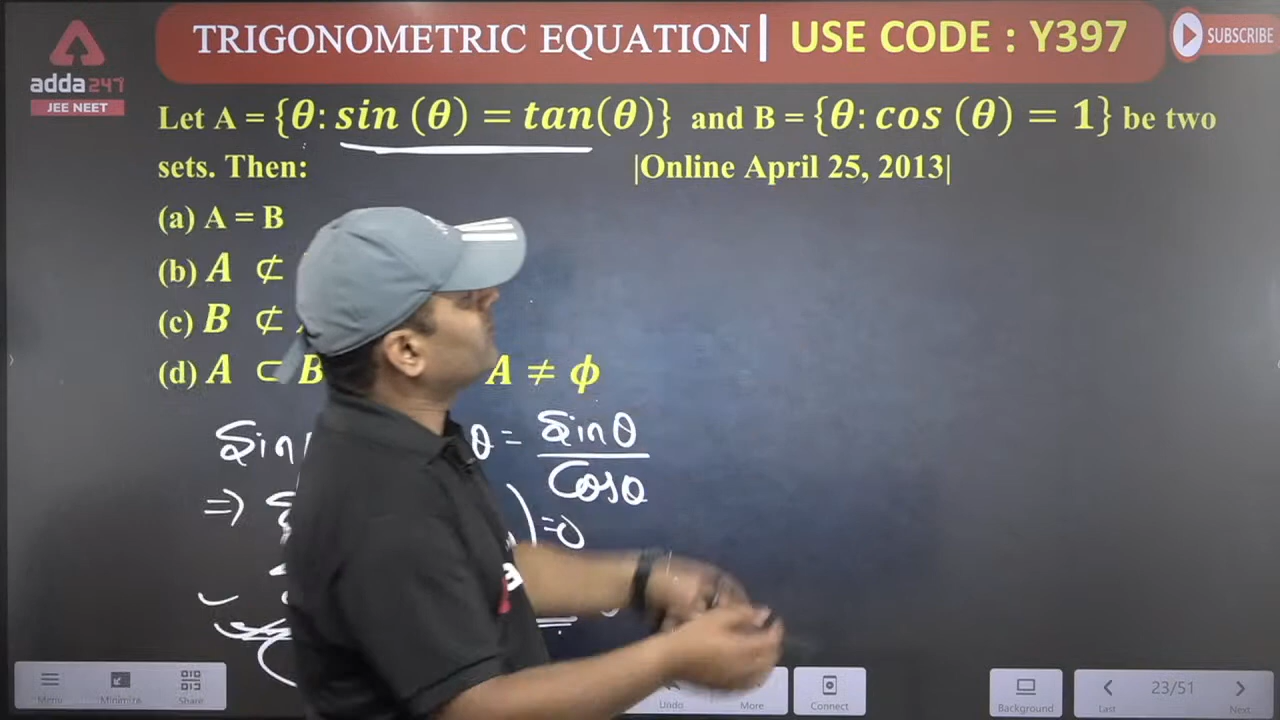 TRIGONOMETRIC EQUATION| USE CODE : Y397
SUBSCRIBE
adda247
JEE NEET
Let A = {θ: sin (θ) = tan(θ)} and B = {θ: cos (θ) = 1} be two
sets. Then: |Online April 25, 2013|
(a) A = B
(b) A ⊄
(c) B ⊄
(d) A ⊂ B A ≠ ϕ
Sin θ = Sinθ
Cosθ
⇒ ) = 0
Menu Minimize Share Undo More Connect Background Last 23/51 Next